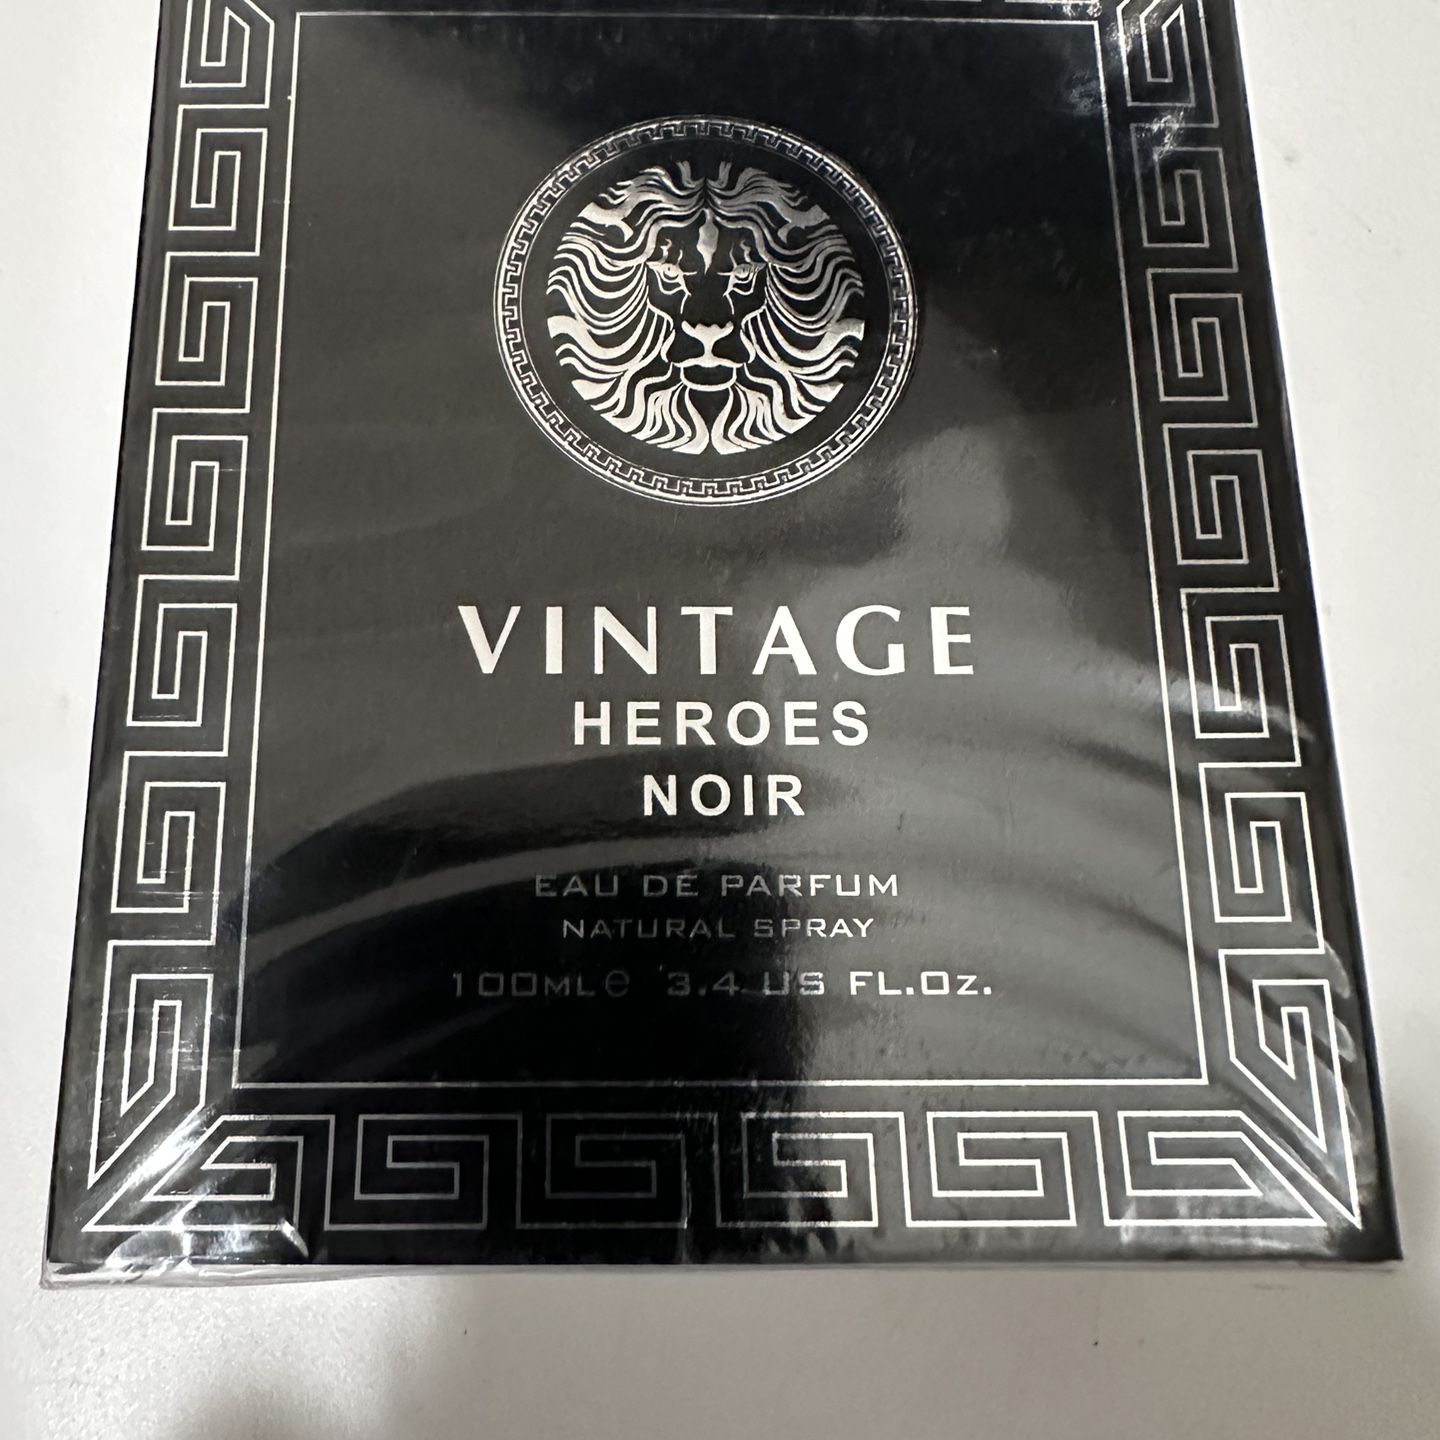 VINTAGE
HEROES
NOIR
EAU DE PARFUM
NATURAL SPRAY
100ML℮ 3.4 US FL.Oz.